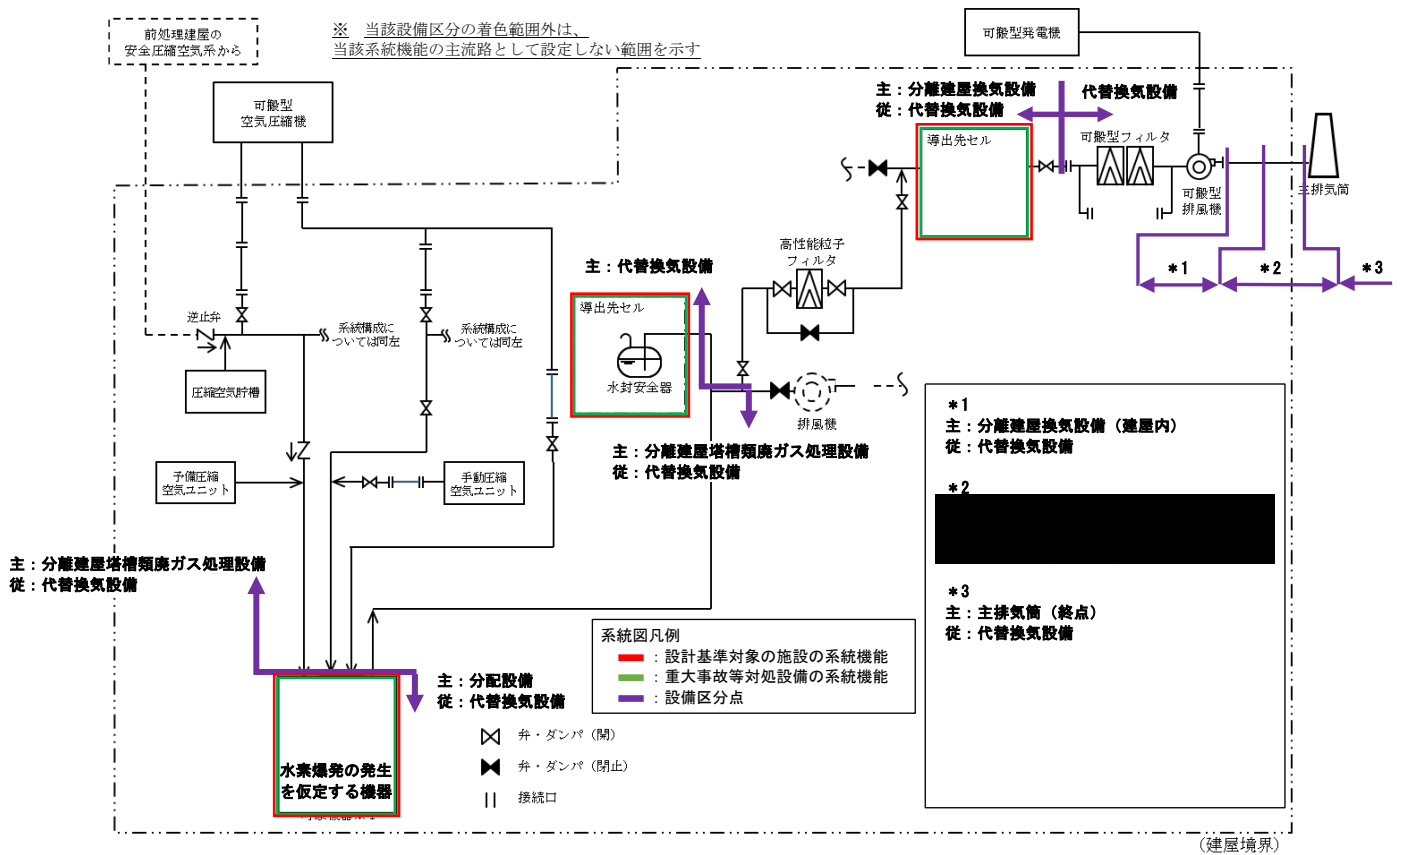 前処理建屋の
安全圧縮空気系から
※　当該設備区分の着色範囲外は、
当該系統機能の主流路として設定しない範囲を示す
可搬型発電機
可搬型
空気圧縮機
主：分離建屋換気設備
従：代替換気設備
代替換気設備
導出先セル
可搬型フィルタ
可搬型
排風機
主排気筒
＊1
＊2
＊3
高性能粒子
フィルタ
主：代替換気設備
導出先セル
水封安全器
逆止弁
系統構成に
ついては同左
系統構成に
ついては同左
圧縮空気貯槽
排風機
主：分離建屋塔槽類廃ガス処理設備
従：代替換気設備
予備圧縮
空気ユニット
手動圧縮
空気ユニット
＊1
主：分離建屋換気設備（建屋内）
従：代替換気設備
＊2
＊3
主：主排気筒（終点）
従：代替換気設備
主：分離建屋塔槽類廃ガス処理設備
従：代替換気設備
系統図凡例
：設計基準対象の施設の系統機能
：重大事故等対処設備の系統機能
：設備区分点
主：分配設備
従：代替換気設備
弁・ダンパ（開）
弁・ダンパ（閉止）
接続口
水素爆発の発生
を仮定する機器
（建屋境界）